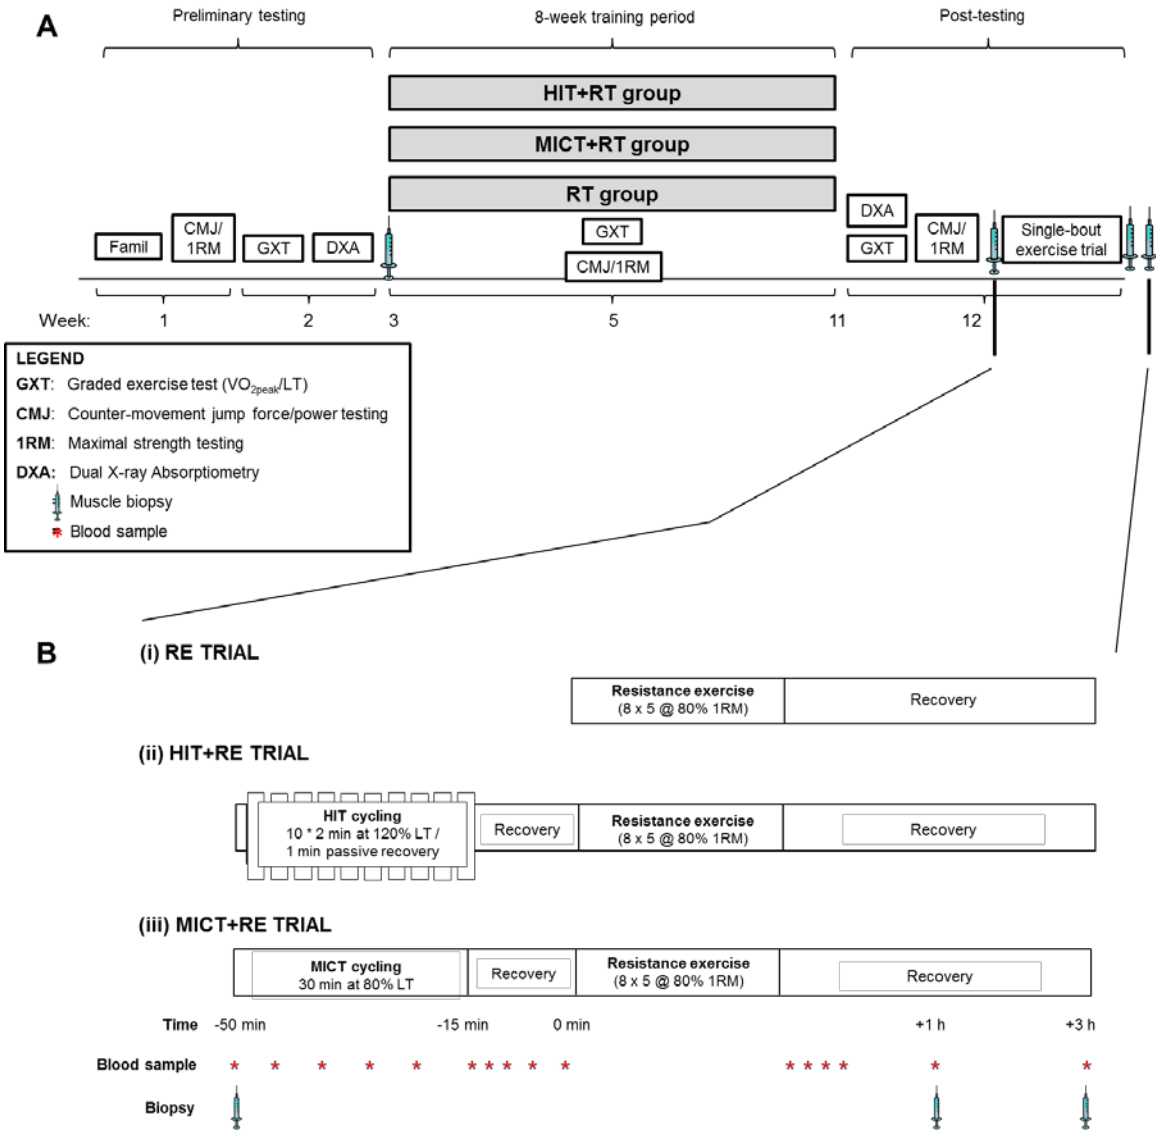 A
Preliminary testing
8-week training period
Post-testing
HIT+RT group
MICT+RT group
RT group
Famil
CMJ/
1RM
GXT
DXA
GXT
CMJ/1RM
DXA
GXT
CMJ/
1RM
Single-bout
exercise trial
Week: 1 2 3 5 11 12
LEGEND
GXT: Graded exercise test (VO2peak/LT)
CMJ: Counter-movement jump force/power testing
1RM: Maximal strength testing
DXA: Dual X-ray Absorptiometry
Muscle biopsy
* Blood sample
B
(i) RE TRIAL
Resistance exercise
(8 x 5 @ 80% 1RM)
Recovery
(ii) HIT+RE TRIAL
HIT cycling
10 * 2 min at 120% LT /
1 min passive recovery
Recovery
Resistance exercise
(8 x 5 @ 80% 1RM)
Recovery
(iii) MICT+RE TRIAL
MICT cycling
30 min at 80% LT
Recovery
Resistance exercise
(8 x 5 @ 80% 1RM)
Recovery
Time -50 min -15 min 0 min +1 h +3 h
Blood sample * * * * * * * * * * * * * * * *
Biopsy